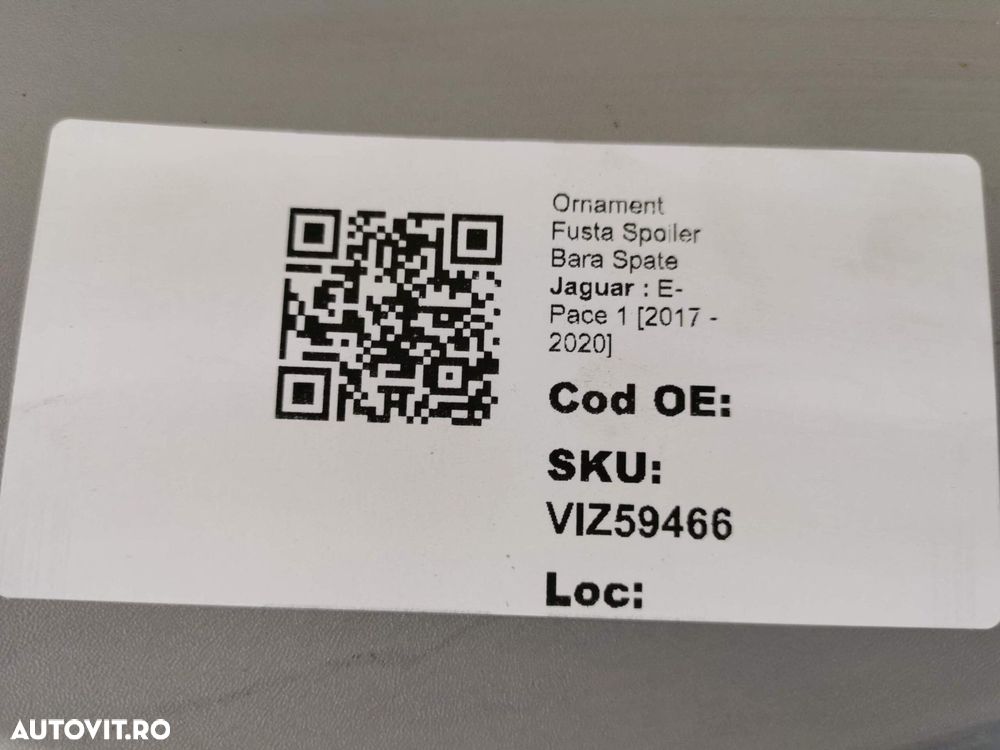 Ornament
Fusta Spoiler
Bara Spate
Jaguar : E-
Pace 1 [2017 -
2020]
Cod OE:
SKU:
VIZ59466
Loc:
AUTOVIT.RO